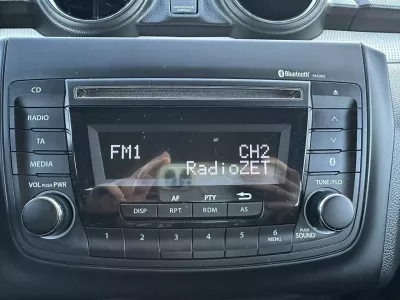 Bluetooth
CD
RADIO
TA
MEDIA
VOL PUSH PWR
AF
FM1 CH2
RadioZET
TUNE/FLD
AF PTY
DISP RPT RDM AS
1 2 3 4 5 6
MENU
PUSH
SOUND